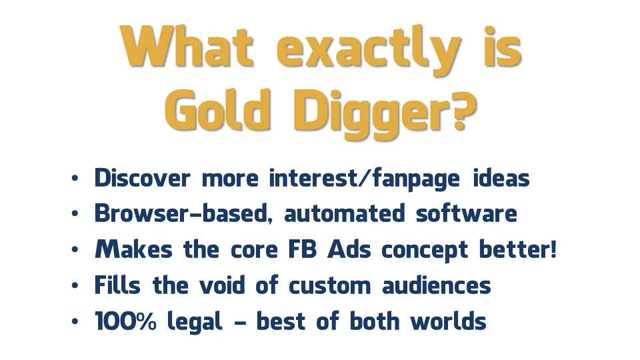 What exactly is
Gold Digger?
• Discover more interest/fanpage ideas
• Browser-based, automated software
• Makes the core FB Ads concept better!
• Fills the void of custom audiences
• 100% legal - best of both worlds